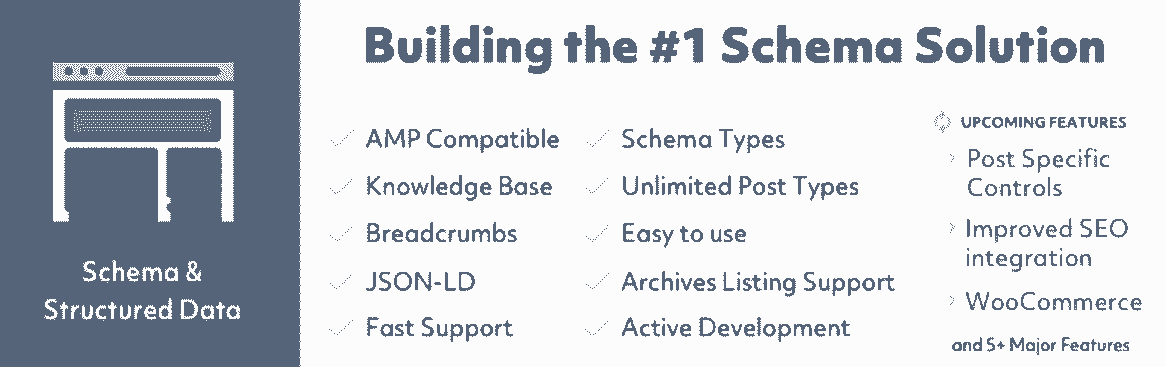 Schema &
Structured Data
Building the #1 Schema Solution
AMP Compatible
Knowledge Base
Breadcrumbs
JSON-LD
Fast Support
Schema Types
Unlimited Post Types
Easy to use
Archives Listing Support
Active Development
UPCOMING FEATURES
Post Specific
Controls
Improved SEO
integration
WooCommerce
and 5+ Major Features